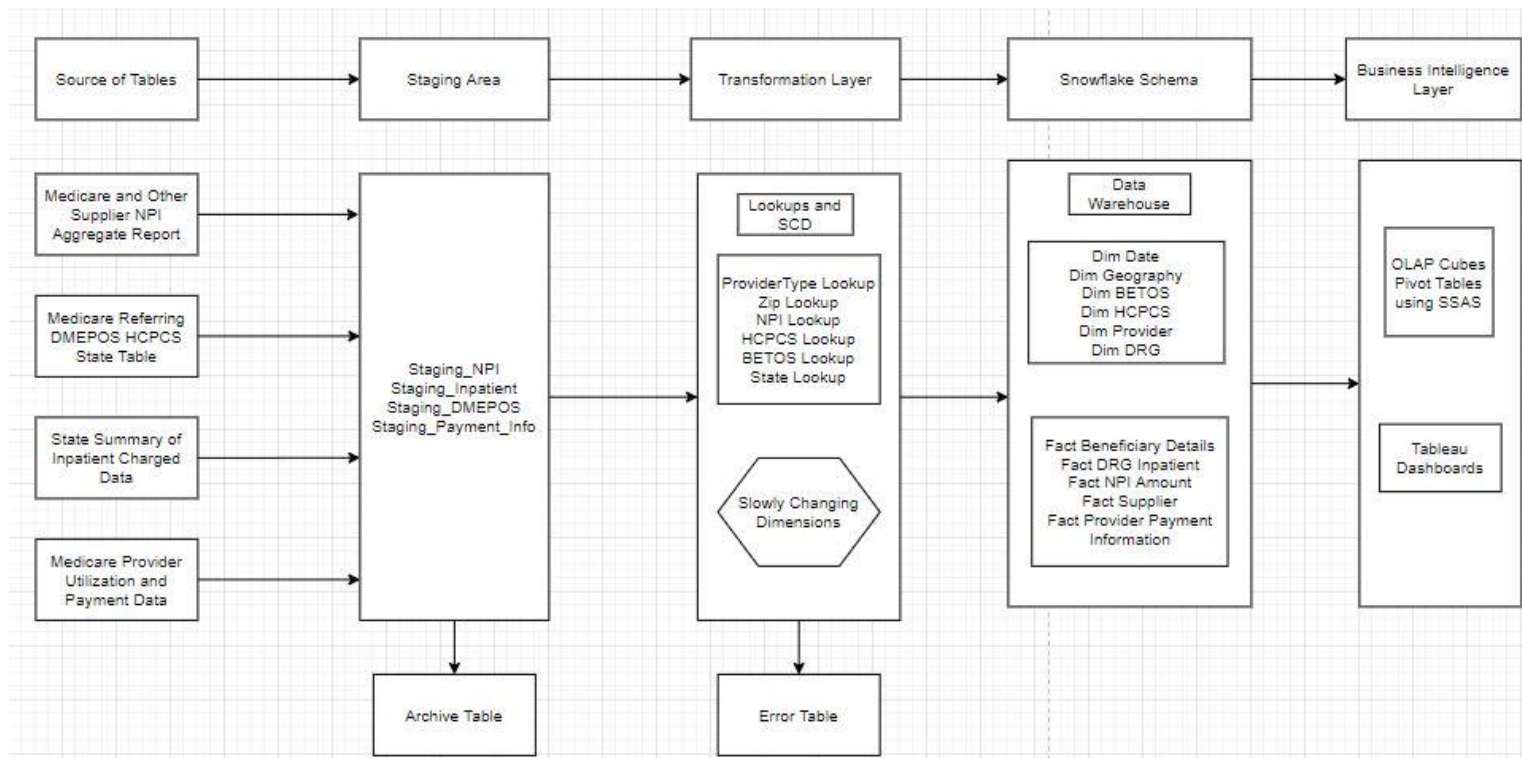 Source of Tables
Staging Area
Transformation Layer
Snowflake Schema
Business Intelligence
Layer
Medicare and Other
Supplier NPI
Aggregate Report
Medicare Referring
DMEPOS HCPCS
State Table
State Summary of
Inpatient Charged
Data
Medicare Provider
Utilization and
Payment Data
Staging_NPI
Staging_Inpatient
Staging_DMEPOS
Staging_Payment_Info
Archive Table
Lookups and
SCD
ProviderType Lookup
Zip Lookup
NPI Lookup
HCPCS Lookup
BETOS Lookup
State Lookup
Slowly Changing
Dimensions
Error Table
Data
Warehouse
Dim Date
Dim Geography
Dim BETOS
Dim HCPCS
Dim Provider
Dim DRG
Fact Beneficiary Details
Fact DRG Inpatient
Fact NPI Amount
Fact Supplier
Fact Provider Payment
Information
OLAP Cubes
Pivot Tables
using SSAS
Tableau
Dashboards